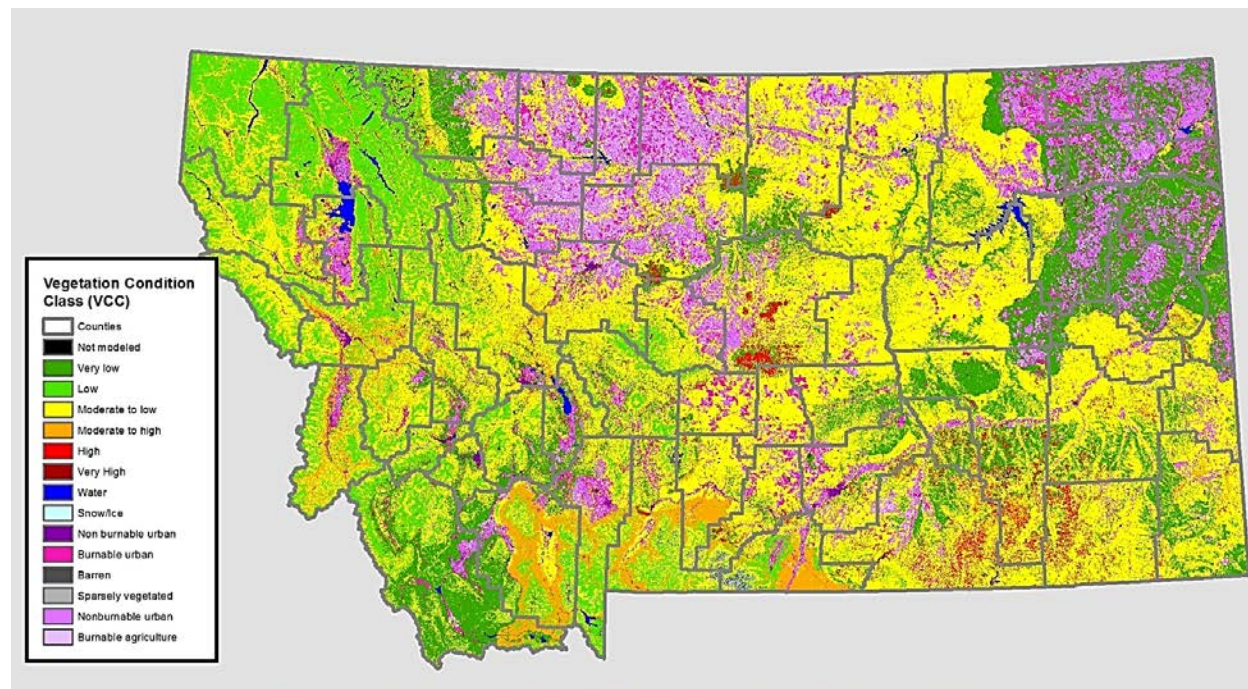 Vegetation Condition
Class (VCC)
Counties
Not modeled
Very low
Low
Moderate to low
Moderate to high
High
Very High
Water
Snow/Ice
Non burnable urban
Burnable urban
Barren
Sparsely vegetated
Nonburnable urban
Burnable agriculture